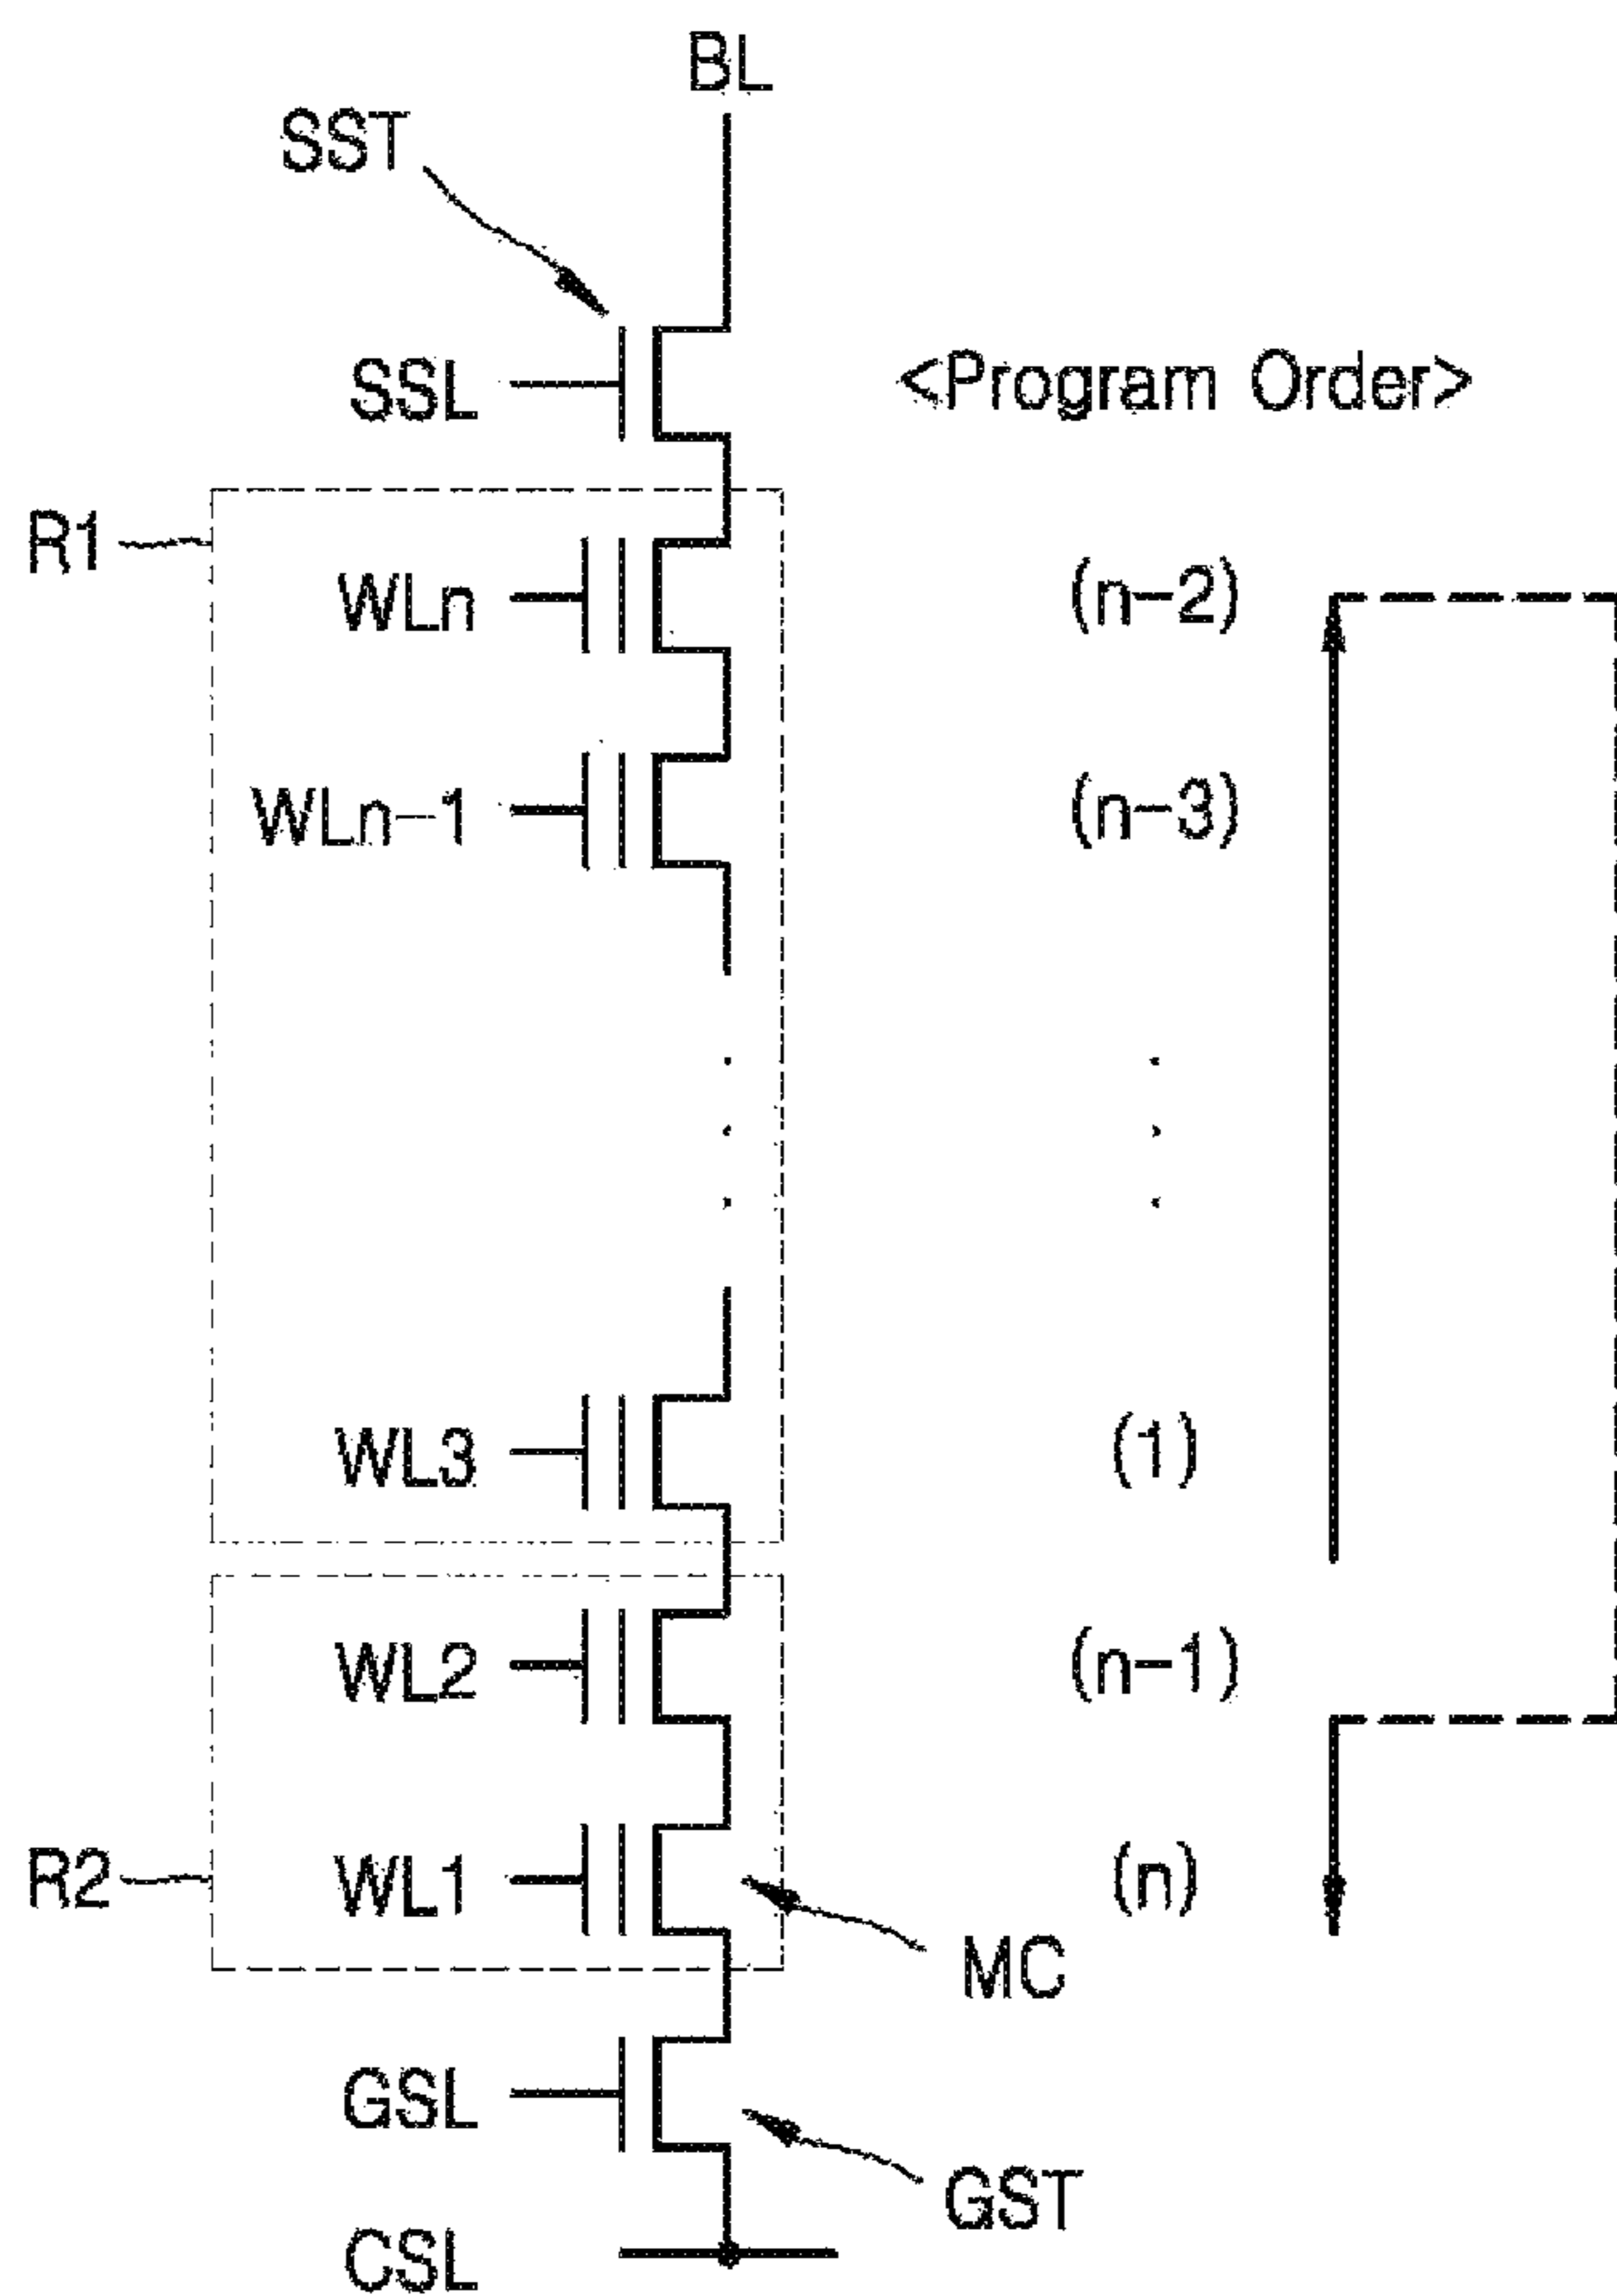 BL
SST
SSL <Program Order>
R1
WLn (n-2)
WLn-1 (n-3)
WL3 (1)
WL2 (n-1)
R2 WL1 (n)
MC
GSL
GST
CSL